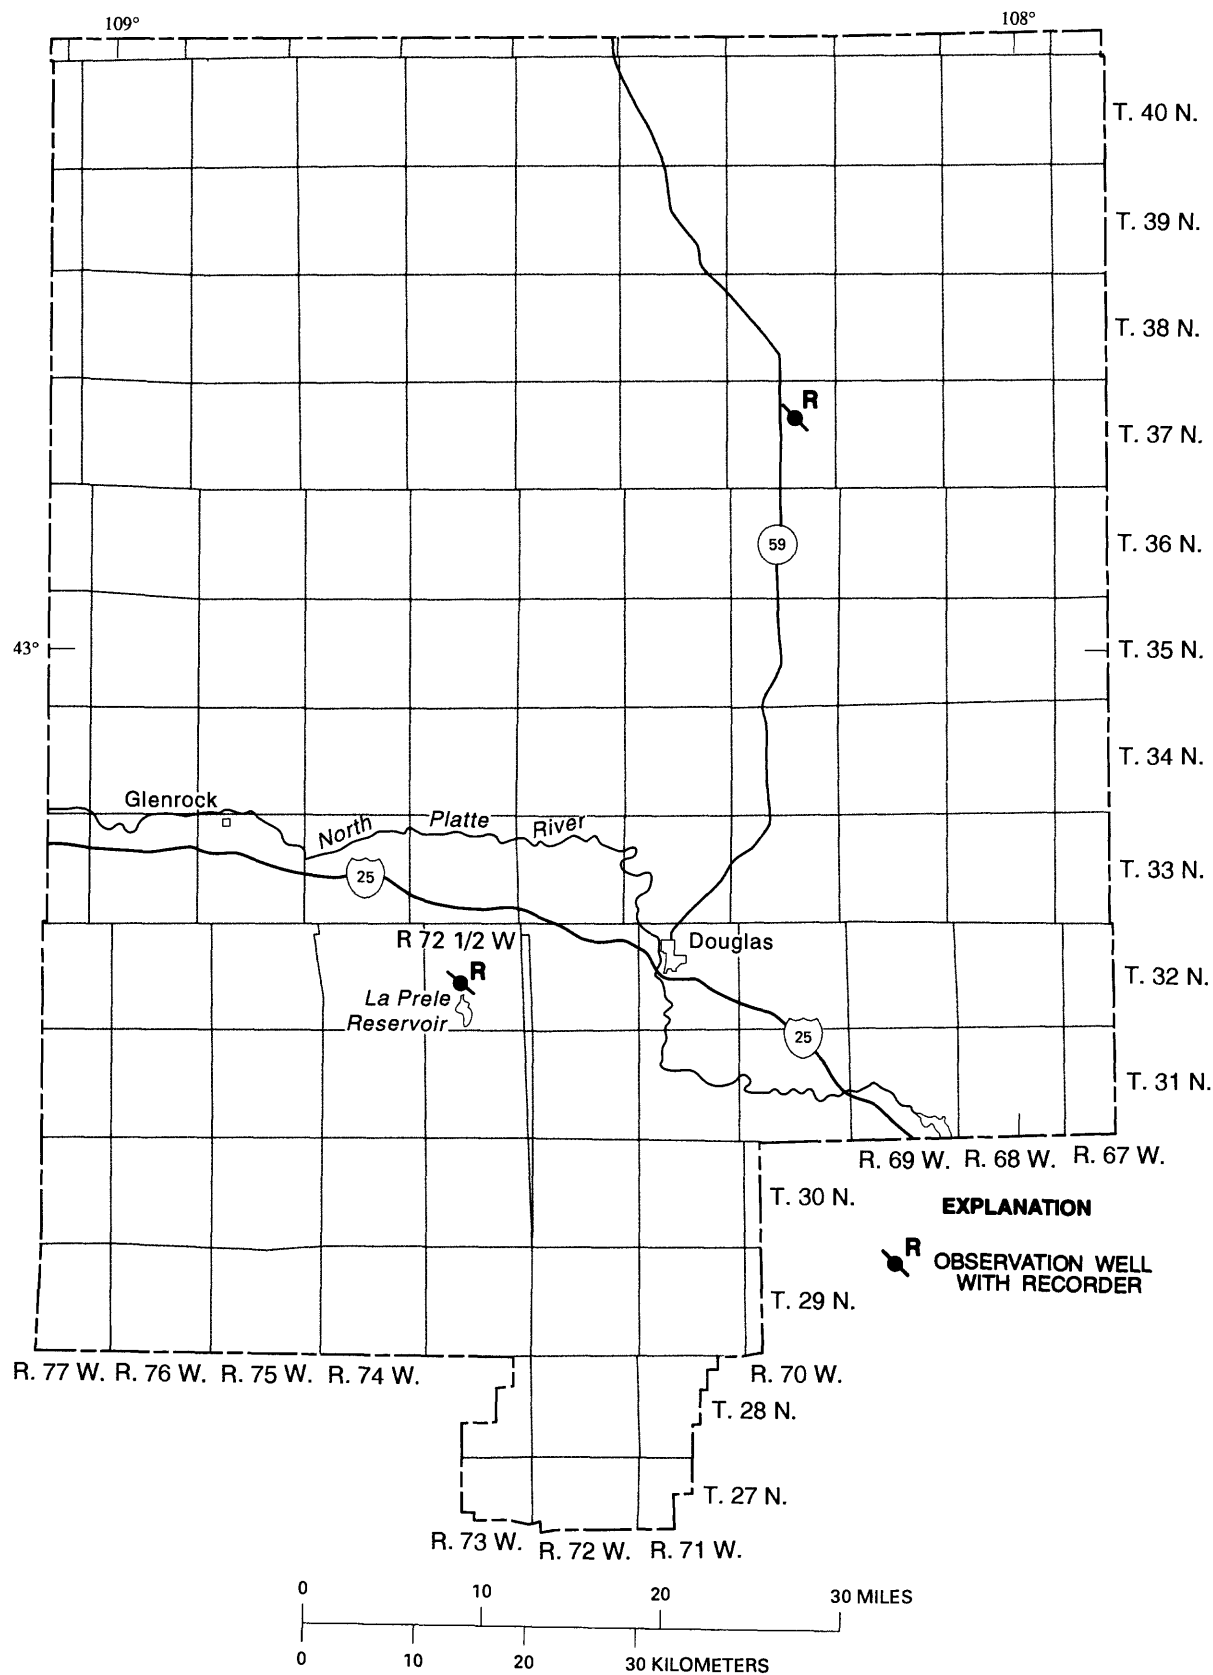 109°
108°
T. 40 N.
T. 39 N.
T. 38 N.
R
T. 37 N.
59
T. 36 N.
43°
T. 35 N.
T. 34 N.
Glenrock
North Platte River
25
T. 33 N.
R 72 1/2 W
Douglas
R
La Prele
Reservoir
T. 32 N.
25
T. 31 N.
R. 69 W. R. 68 W. R. 67 W.
T. 30 N.
EXPLANATION
R
OBSERVATION WELL
WITH RECORDER
T. 29 N.
R. 77 W. R. 76 W. R. 75W. R. 74 W.
R. 70 W.
T. 28 N.
T. 27 N.
R. 73 W. R. 72 W. R. 71 W.
0 10 20 30 MILES
0 10 20 30 KILOMETERS